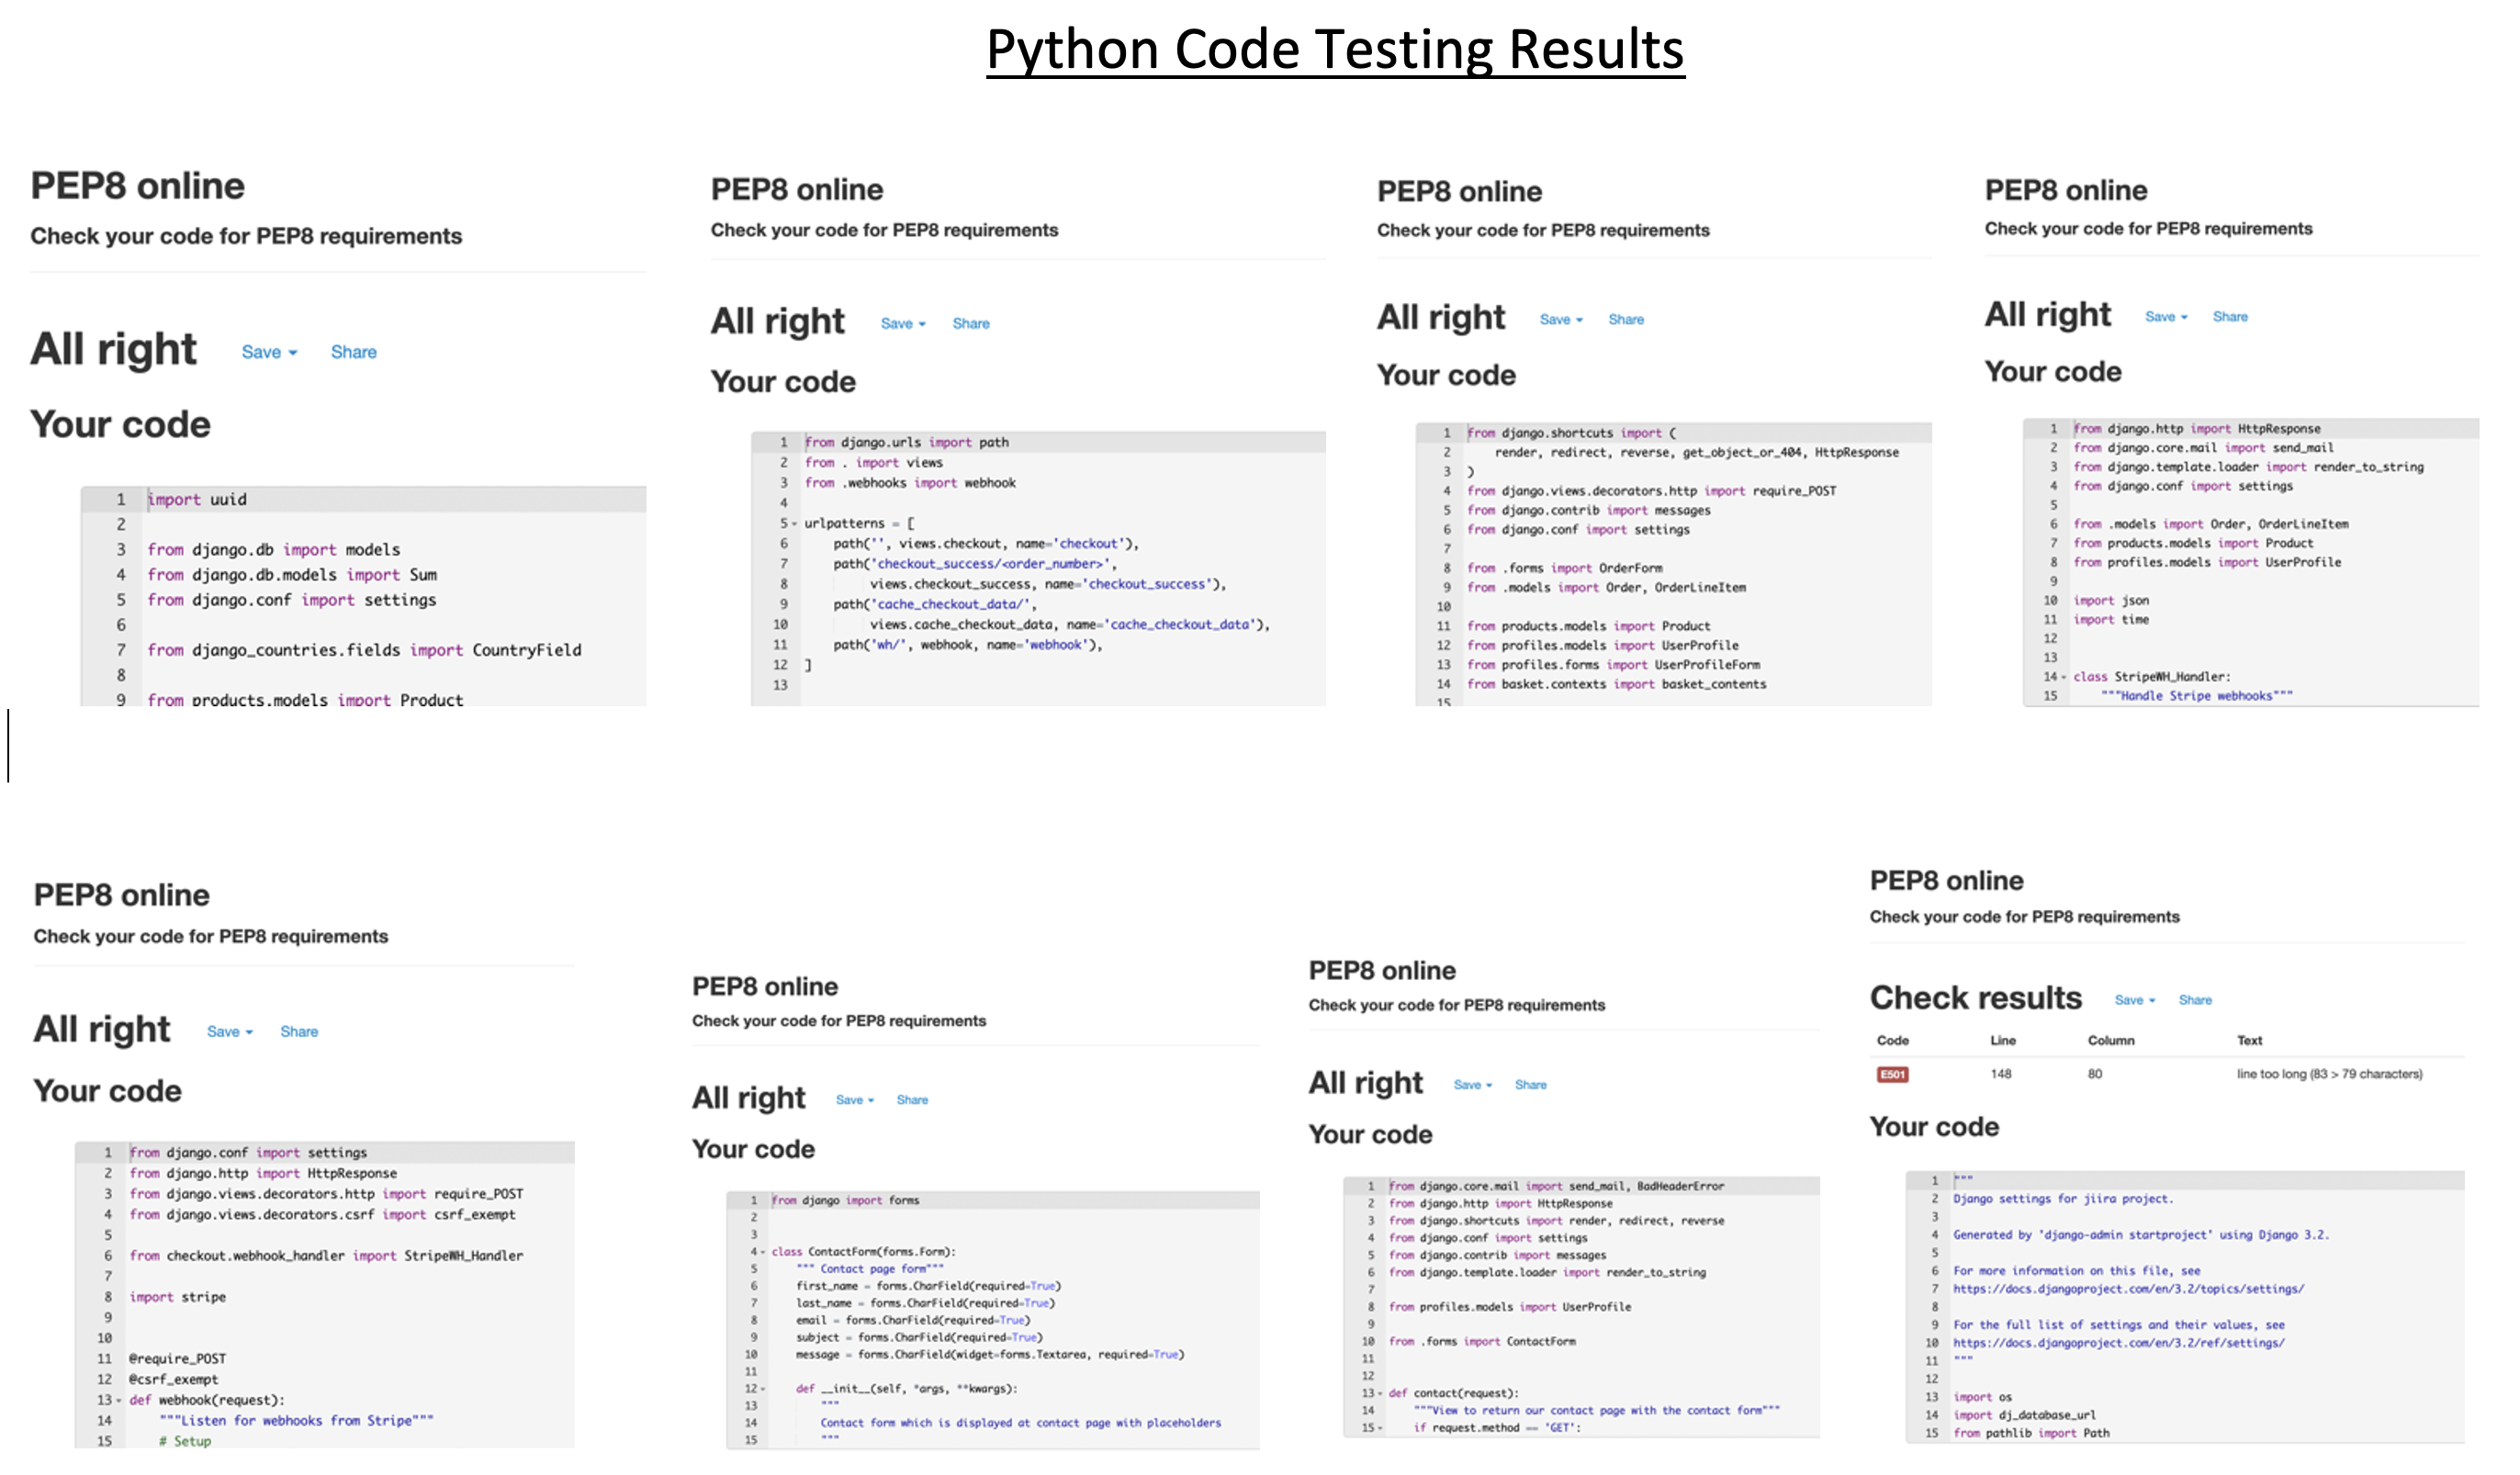 Python Code Testing Results
PEP8 online
Check your code for PEP8 requirements
All right Save Share
Your code
1 import uuid
2
3 from django.db import models
4 from django.db.models import Sum
5 from django.conf import settings
6
7 from django_countries.fields import CountryField
8
9 from products.models import Product
PEP8 online
Check your code for PEP8 requirements
All right Save Share
Your code
1 from django.urls import path
2 from . import views
3 from .webhooks import webhook
4
5 urlpatterns = [
6 path('', views.checkout, name='checkout'),
7 path('checkout_success/<order_number>',
8 views.checkout_success, name='checkout_success'),
9 path('cache_checkout_data/',
10 views.cache_checkout_data, name='cache_checkout_data'),
11 path('wh/', webhook, name='webhook'),
12 ]
13
PEP8 online
Check your code for PEP8 requirements
All right Save Share
Your code
1 from django.shortcuts import (
2 render, redirect, reverse, get_object_or_404, HttpResponse
3 )
4 from django.views.decorators.http import require_POST
5 from django.contrib import messages
6 from django.conf import settings
7
8 from .forms import OrderForm
9 from .models import Order, OrderLineItem
10
11 from products.models import Product
12 from profiles.models import UserProfile
13 from profiles.forms import UserProfileForm
14 from basket.contexts import basket_contents
15
PEP8 online
Check your code for PEP8 requirements
All right Save Share
Your code
1 from django.http import HttpResponse
2 from django.core.mail import send_mail
3 from django.template.loader import render_to_string
4 from django.conf import settings
5
6 from .models import Order, OrderLineItem
7 from products.models import Product
8 from profiles.models import UserProfile
9
10 import json
11 import time
12
13
14 class StripeWH_Handler:
15 """Handle Stripe webhooks"""
PEP8 online
Check your code for PEP8 requirements
All right Save Share
Your code
1 from django.conf import settings
2 from django.http import HttpResponse
3 from django.views.decorators.http import require_POST
4 from django.views.decorators.csrf import csrf_exempt
5
6 from checkout.webhook_handler import StripeWH_Handler
7
8 import stripe
9
10
11 @require_POST
12 @csrf_exempt
13 def webhook(request):
14 """Listen for webhooks from Stripe"""
15 # Setup
PEP8 online
Check your code for PEP8 requirements
All right Save Share
Your code
1 from django import forms
2
3
4 class ContactForm(forms.Form):
5 """ Contact page form"""
6 first_name = forms.CharField(required=True)
7 last_name = forms.CharField(required=True)
8 email = forms.CharField(required=True)
9 subject = forms.CharField(required=True)
10 message = forms.CharField(widget=forms.Textarea, required=True)
11
12 def __init__(self, *args, **kwargs):
13 """
14 Contact form which is displayed at contact page with placeholders
15 """
PEP8 online
Check your code for PEP8 requirements
All right Save Share
Your code
1 from django.core.mail import send_mail, BadHeaderError
2 from django.http import HttpResponse
3 from django.shortcuts import render, redirect, reverse
4 from django.conf import settings
5 from django.contrib import messages
6 from django.template.loader import render_to_string
7
8 from profiles.models import UserProfile
9
10 from .forms import ContactForm
11
12
13 def contact(request):
14 """View to return our contact page with the contact form"""
15 if request.method == 'GET':
PEP8 online
Check your code for PEP8 requirements
Check results Save Share
Code Line Column Text
E501 148 80 line too long (83 > 79 characters)
Your code
1 """
2 Django settings for jiira project.
3
4 Generated by 'django-admin startproject' using Django 3.2.
5
6 For more information on this file, see
7 https://docs.djangoproject.com/en/3.2/topics/settings/
8
9 For the full list of settings and their values, see
10 https://docs.djangoproject.com/en/3.2/ref/settings/
11 """
12
13 import os
14 import dj_database_url
15 from pathlib import Path